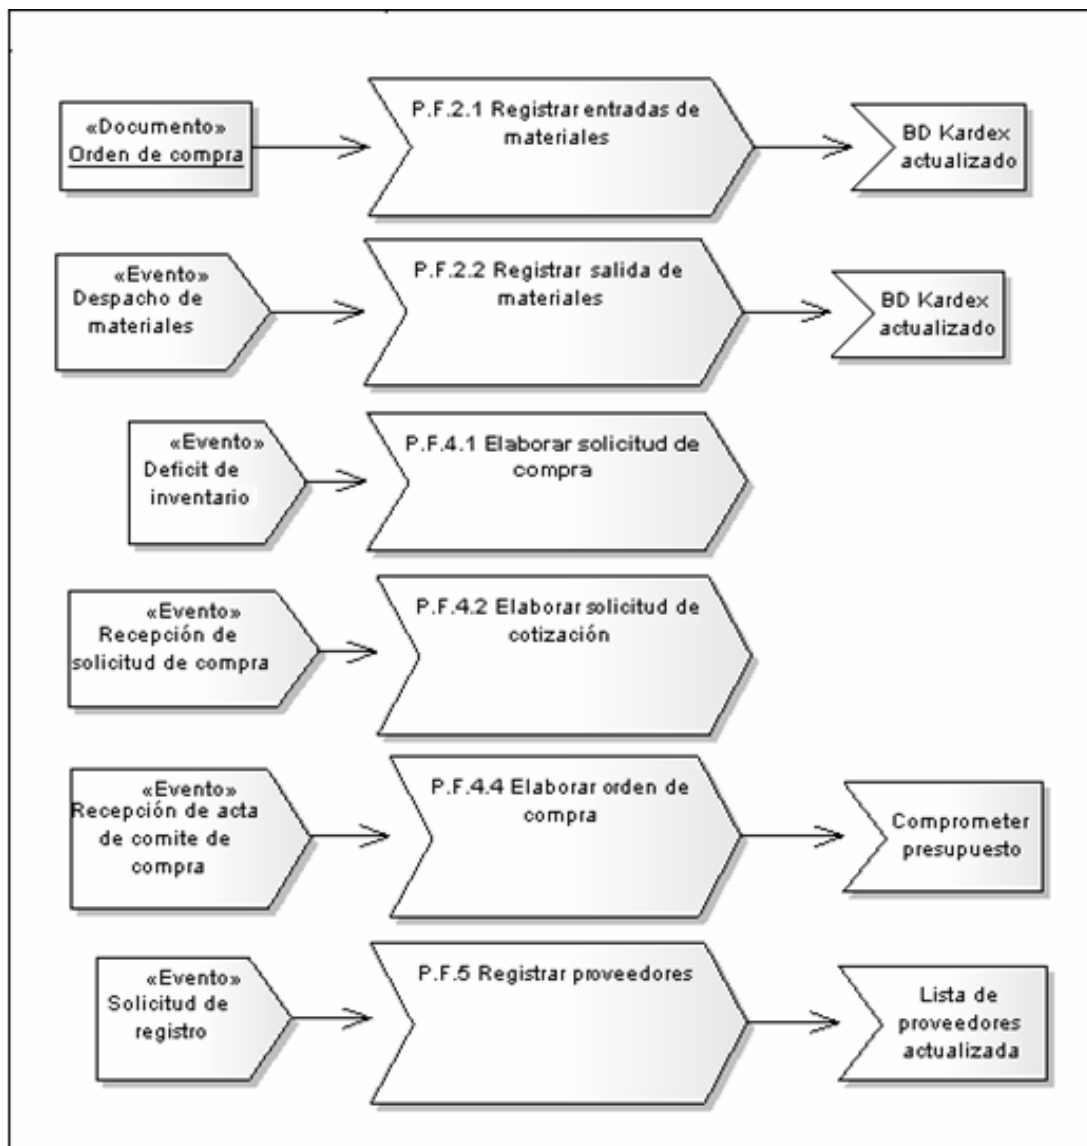 «Documento»
Orden de compra
P.F.2.1 Registrar entradas de
materiales
BD Kardex
actualizado
«Evento»
Despacho de
materiales
P.F.2.2 Registrar salida de
materiales
BD Kardex
actualizado
«Evento»
Deficit de
inventario
P.F.4.1 Elaborar solicitud de
compra
«Evento»
Recepción de
solicitud de compra
P.F.4.2 Elaborar solicitud de
cotización
«Evento»
Recepción de acta
de comite de
compra
P.F.4.4 Elaborar orden de
compra
Comprometer
presupuesto
«Evento»
Solicitud de
registro
P.F.5 Registrar proveedores
Lista de
proveedores
actualizada